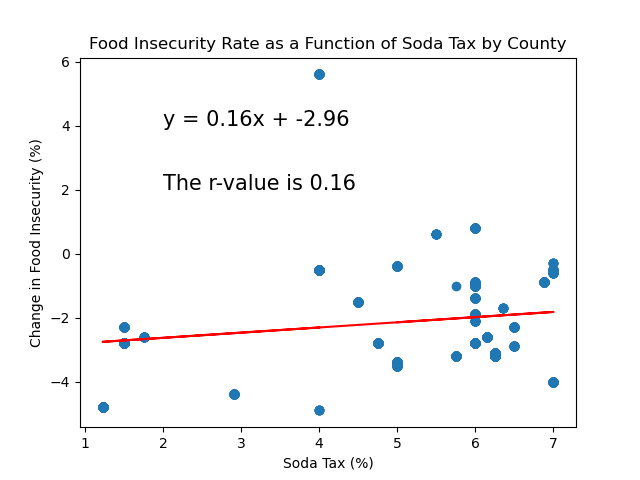 Food Insecurity Rate as a Function of Soda Tax by County
6
4
2
0
−2
−4
Change in Food Insecurity (%)
y = 0.16x + -2.96
The r-value is 0.16
1 2 3 4 5 6 7
Soda Tax (%)